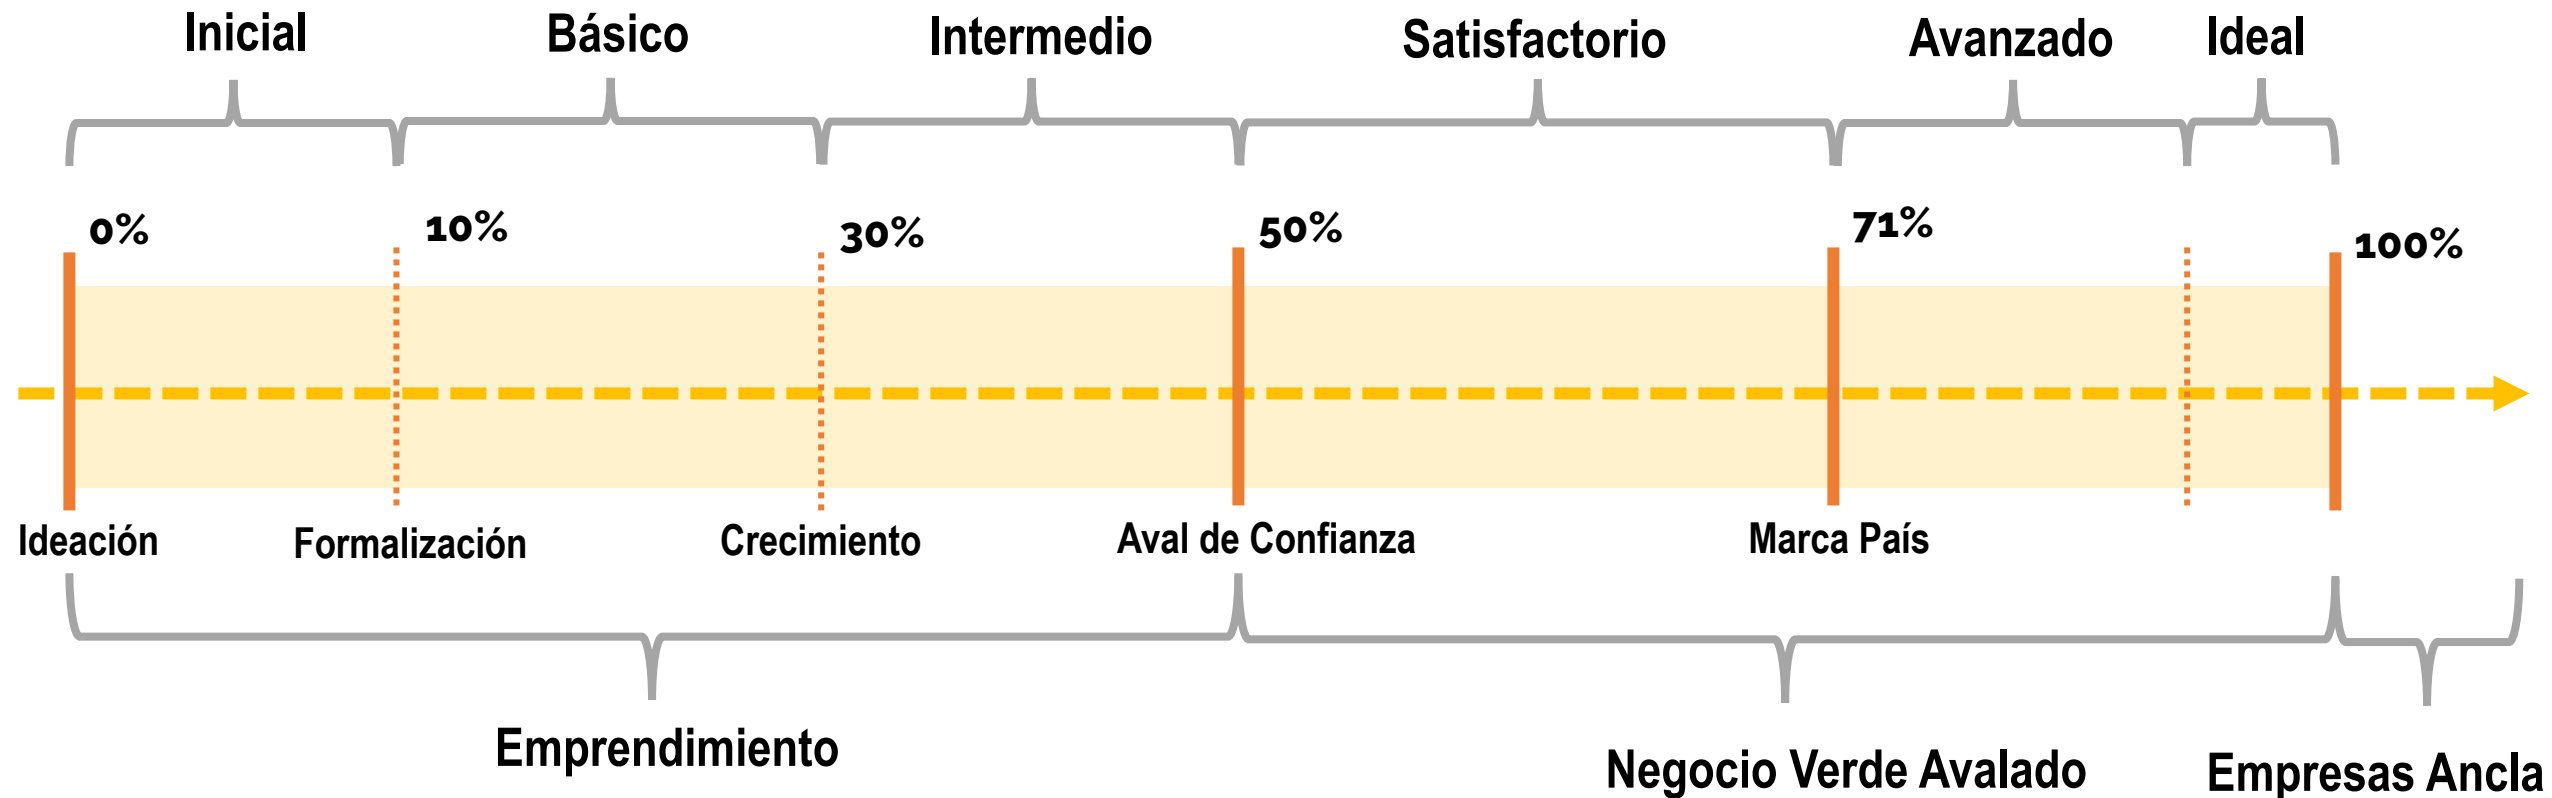 Inicial
Básico
Intermedio
Satisfactorio
Avanzado
Ideal
0%
10%
30%
50%
71%
100%
Ideación
Formalización
Crecimiento
Aval de Confianza
Marca País
Emprendimiento
Negocio Verde Avalado
Empresas Ancla